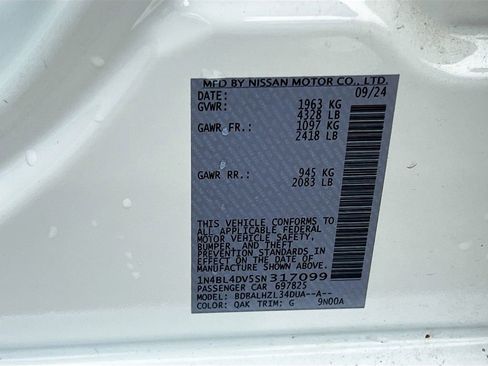 MFD BY NISSAN MOTOR CO., LTD.
DATE: 09/24
GVWR: 1963 KG
4328 LB
GAWR FR.: 1097 KG
2418 LB
GAWR RR.: 945 KG
2083 LB
THIS VEHICLE CONFORMS TO
ALL APPLICABLE FEDERAL
MOTOR VEHICLE SAFETY,
BUMPER, AND THEFT
PREVENTION STANDARDS
IN EFFECT ON THE DATE OF
MANUFACTURE SHOWN ABOVE.
1N4BL4DV5SN317099
PASSENGER CAR 697825
MODEL: BDBALHZL34DUA--A--
COLOR: QAK TRIM: G 9N00A